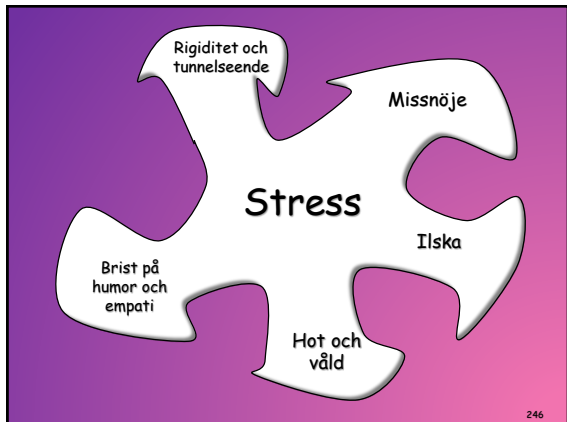 Rigiditet och
tunnelseende
Missnöje
Stress
Ilska
Brist på
humor och
empati
Hot och
våld
246